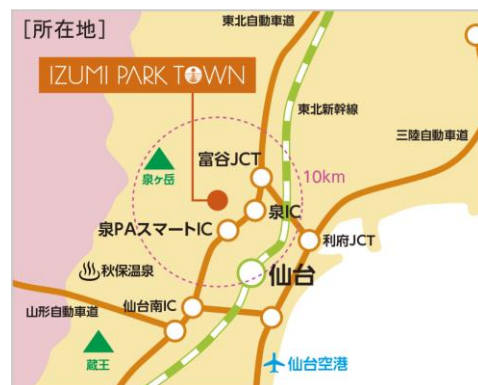 [所在地]
東北自動車道
IZUMI PARK TOWN
東北新幹線
三陸自動車道
富谷JCT
10km
泉ヶ岳
泉IC
泉PAスマートIC
利府JCT
仙台
秋保温泉
山形自動車道
仙台南IC
蔵王
仙台空港